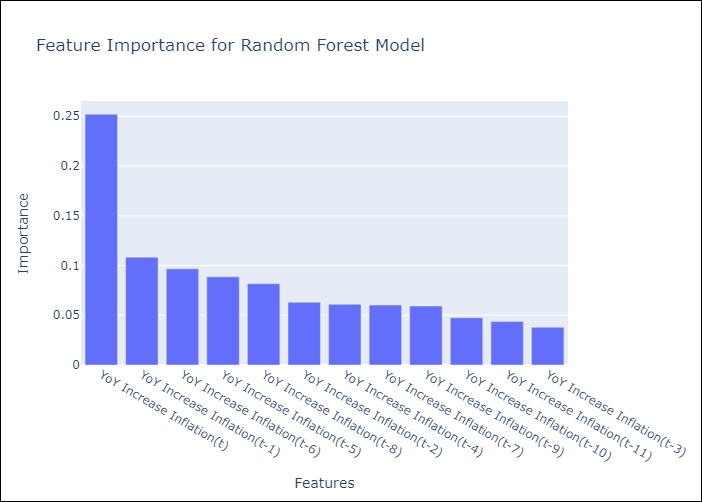 Feature Importance for Random Forest Model
Importance
0.25
0.2
0.15
0.1
0.05
0
YoY Increase Inflation(t)
YoY Increase Inflation(t-1)
YoY Increase Inflation(t-6)
YoY Increase Inflation(t-5)
YoY Increase Inflation(t-8)
YoY Increase Inflation(t-2)
YoY Increase Inflation(t-4)
YoY Increase Inflation(t-7)
YoY Increase Inflation(t-9)
YoY Increase Inflation(t-10)
YoY Increase Inflation(t-11)
YoY Increase Inflation(t-3)
Features